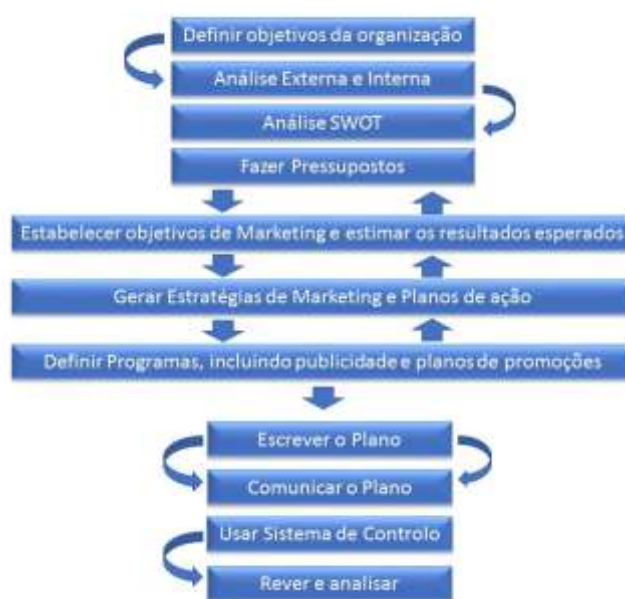 Definir objetivos da organização
Análise Externa e Interna
Análise SWOT
Fazer Pressupostos
Estabelecer objetivos de Marketing e estimar os resultados esperados
Gerar Estratégias de Marketing e Planos de ação
Definir Programas, incluindo publicidade e planos de promoções
Escrever o Plano
Comunicar o Plano
Usar Sistema de Controlo
Rever e analisar